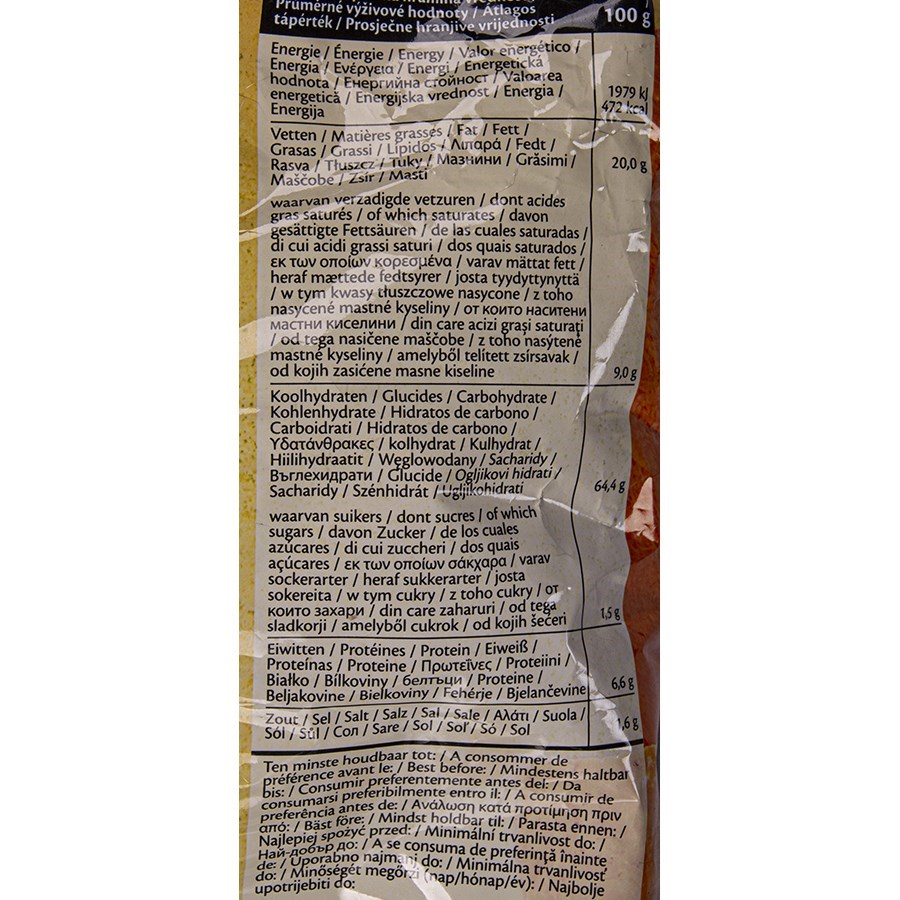 Průměrné výživové hodnoty / Átlagos
tápérték / Prosječne hranjive vrijednosti
100 g
Energie / Énergie / Energy / Valor energético /
Energia / Ενέργεια / Energi / Energetická
hodnota / Енергийна стойност / Valoarea
energetică / Energijska vrednost / Energia /
Energija
1979 kJ
472 kcal
Vetten / Matières grasses / Fat / Fett /
Grasas / Grassi / Lípidos / Λιπαρά / Fedt /
Rasva / Tłuszcz / Tuky / Мазнини / Grăsimi /
Maščobe / Zsír / Masti
20,0 g
waarvan verzadigde vetzuren / dont acides
gras saturés / of which saturates / davon
gesättigte Fettsäuren / de las cuales saturadas /
di cui acidi grassi saturi / dos quais saturados /
εκ των οποίων κορεσμένα / varav mättat fett /
heraf mættede fedtsyrer / josta tyydyttynyttä
/ w tym kwasy tłuszczowe nasycone / z toho
nasycené mastné kyseliny / от които наситени
мастни киселини / din care acizi grași saturați
/ od tega nasičene maščobe / z toho nasýtené
mastné kyseliny / amelyből telített zsírsavak /
od kojih zasićene masne kiseline
9,0 g
Koolhydraten / Glucides / Carbohydrate /
Kohlenhydrate / Hidratos de carbono /
Carboidrati / Hidratos de carbono /
Υδατάνθρακες / kolhydrat / Kulhydrat /
Hiilihydraatit / Węglowodany / Sacharidy /
Въглехидрати / Glucide / Ogljikovi hidrati /
Sacharidy / Szénhidrát / Ugljikohidrati
64,4 g
waarvan suikers / dont sucres / of which
sugars / davon Zucker / de los cuales
azúcares / di cui zuccheri / dos quais
açúcares / εκ των οποίων σάκχαρα / varav
sockerarter / heraf sukkerarter / josta
sokereita / w tym cukry / z toho cukry / от
които захари / din care zaharuri / od tega
sladkorji / amelyből cukrok / od kojih šećeri
1,5 g
Eiwitten / Protéines / Protein / Eiweiß /
Proteínas / Proteine / Πρωτεΐνες / Proteiini /
Białko / Bílkoviny / белтъци / Proteine /
Beljakovine / Bielkoviny / Fehérje / Bjelančevine
6,6 g
Zout / Sel / Salt / Salz / Sal / Sale / Αλάτι / Suola /
Sól / Sůl / Сол / Sare / Sol / Soľ / Só / Sol
1,6 g
Ten minste houdbaar tot: / A consommer de
préférence avant le: / Best before: / Mindestens haltbar
bis: / Consumir preferentemente antes del: / Da
consumarsi preferibilmente entro il: / A consumir de
preferência antes de: / Ανάλωση κατά προτίμηση πριν
από: / Bäst före: / Mindst holdbar til: / Parasta ennen: /
Najlepiej spożyć przed: / Minimální trvanlivost do: /
Най-добър до: / A se consuma de preferință înainte
de: / Uporabno najmanj do: / Minimálna trvanlivosť
do: / Minőségét megőrzi (nap/hónap/év): / Najbolje
upotrijebiti do: